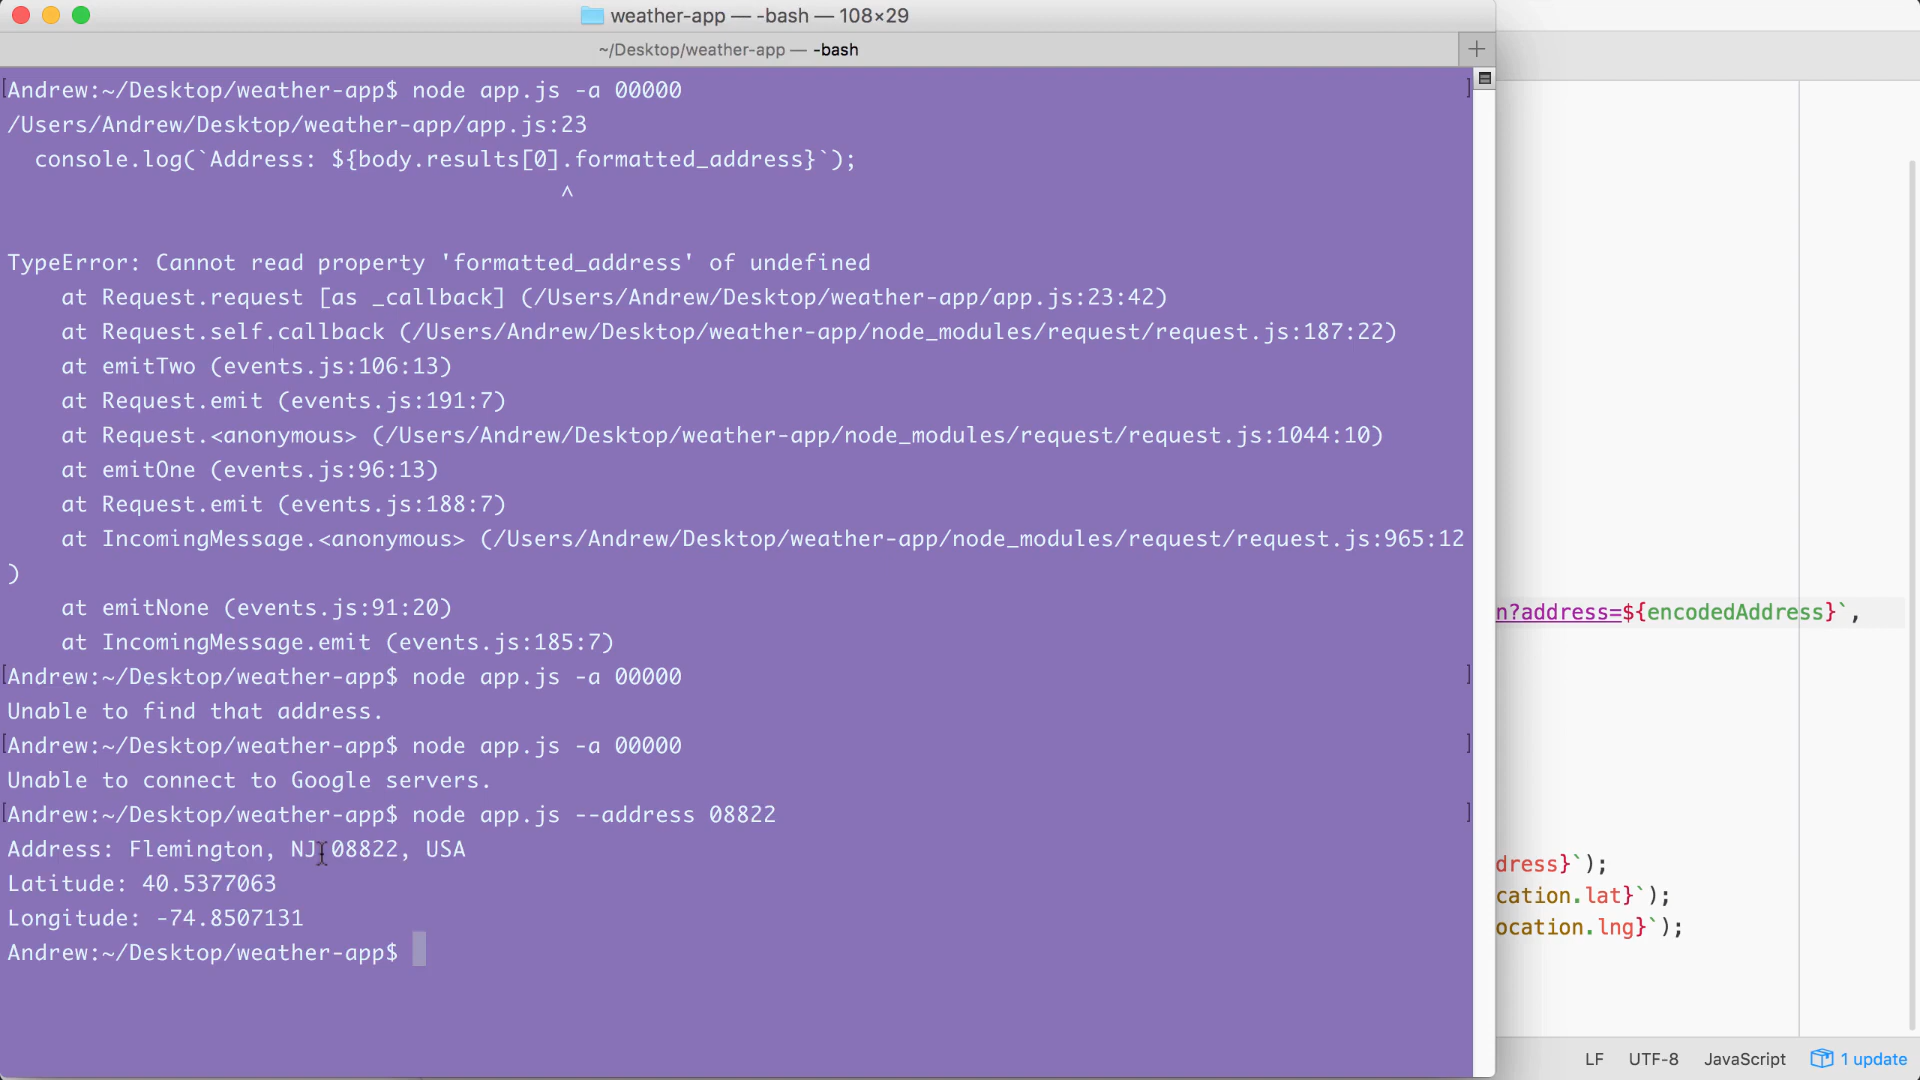 weather-app — -bash — 108×29
~/Desktop/weather-app — -bash
Andrew:~/Desktop/weather-app$ node app.js -a 00000
/Users/Andrew/Desktop/weather-app/app.js:23
  console.log(`Address: ${body.results[0].formatted_address}`);
^
TypeError: Cannot read property 'formatted_address' of undefined
    at Request.request [as _callback] (/Users/Andrew/Desktop/weather-app/app.js:23:42)
    at Request.self.callback (/Users/Andrew/Desktop/weather-app/node_modules/request/request.js:187:22)
    at emitTwo (events.js:106:13)
    at Request.emit (events.js:191:7)
    at Request.<anonymous> (/Users/Andrew/Desktop/weather-app/node_modules/request/request.js:1044:10)
    at emitOne (events.js:96:13)
    at Request.emit (events.js:188:7)
    at IncomingMessage.<anonymous> (/Users/Andrew/Desktop/weather-app/node_modules/request/request.js:965:12
)
    at emitNone (events.js:91:20)
    at IncomingMessage.emit (events.js:185:7)
Andrew:~/Desktop/weather-app$ node app.js -a 00000
Unable to find that address.
Andrew:~/Desktop/weather-app$ node app.js -a 00000
Unable to connect to Google servers.
Andrew:~/Desktop/weather-app$ node app.js --address 08822
Address: Flemington, NJ 08822, USA
Latitude: 40.5377063
Longitude: -74.8507131
Andrew:~/Desktop/weather-app$
n?address=${encodedAddress}`,
dress}`);
cation.lat}`);
ocation.lng}`);
LF UTF-8 JavaScript 1 update